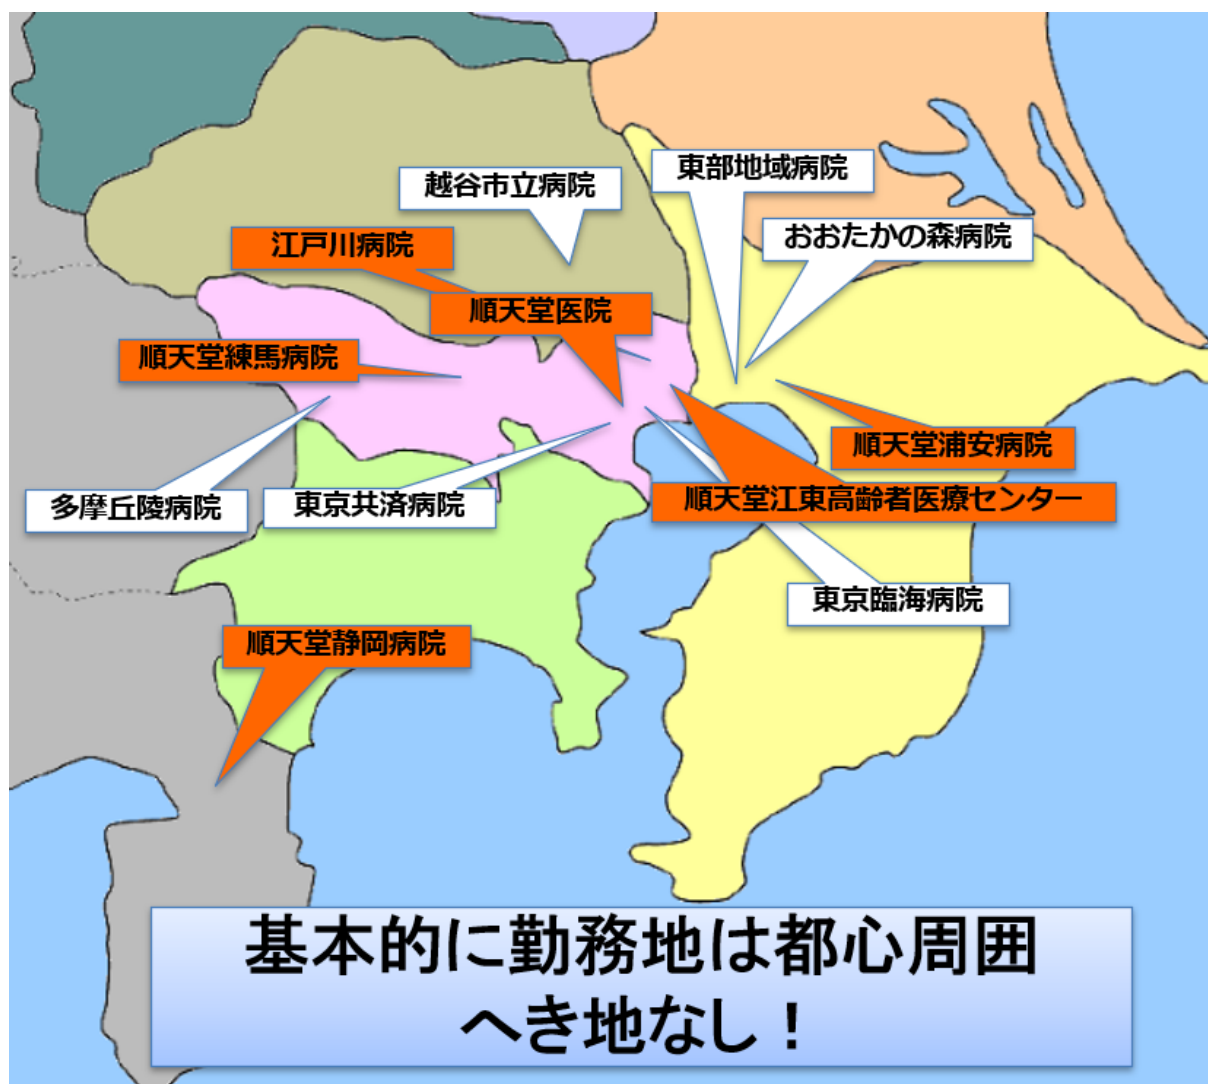 東部地域病院
越谷市立病院
おおたかの森病院
江戸川病院
順天堂医院
順天堂練馬病院
順天堂浦安病院
多摩丘陵病院
東京共済病院
順天堂江東高齢者医療センター
東京臨海病院
順天堂静岡病院
基本的に勤務地は都心周囲
へき地なし！